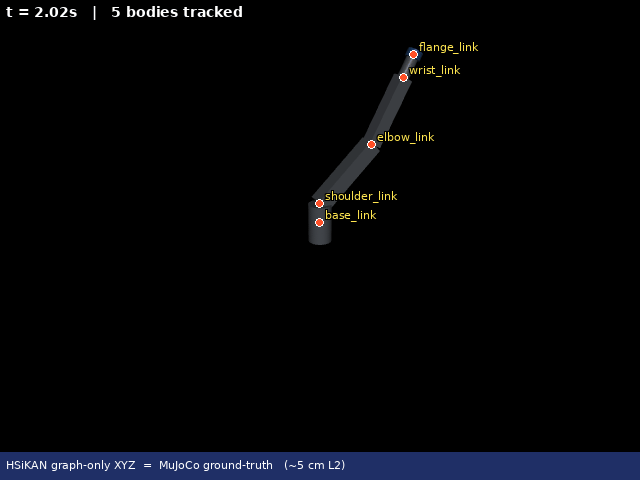 t = 2.02s   |   5 bodies tracked
flange_link
wrist_link
elbow_link
shoulder_link
base_link
HSiKAN graph-only XYZ  =  MuJoCo ground-truth   (~5 cm L2)